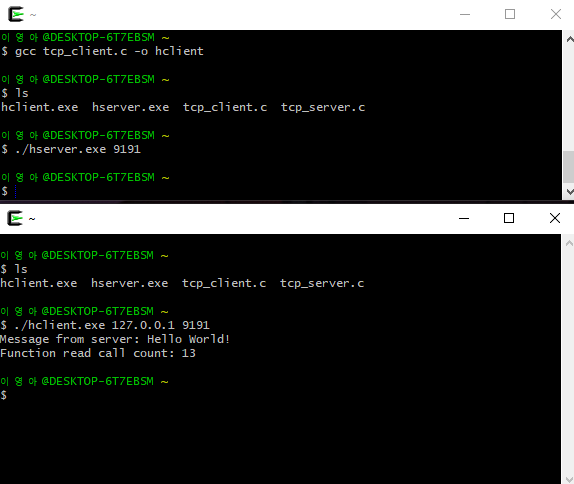 ~
이 영 아 @DESKTOP-6T7EBSM ~
$ gcc tcp_client.c -o hclient
이 영 아 @DESKTOP-6T7EBSM ~
$ ls
hclient.exe  hserver.exe  tcp_client.c  tcp_server.c
이 영 아 @DESKTOP-6T7EBSM ~
$ ./hserver.exe 9191
이 영 아 @DESKTOP-6T7EBSM ~
$
~
이 영 아 @DESKTOP-6T7EBSM ~
$ ls
hclient.exe  hserver.exe  tcp_client.c  tcp_server.c
이 영 아 @DESKTOP-6T7EBSM ~
$ ./hclient.exe 127.0.0.1 9191
Message from server: Hello World!
Function read call count: 13
이 영 아 @DESKTOP-6T7EBSM ~
$